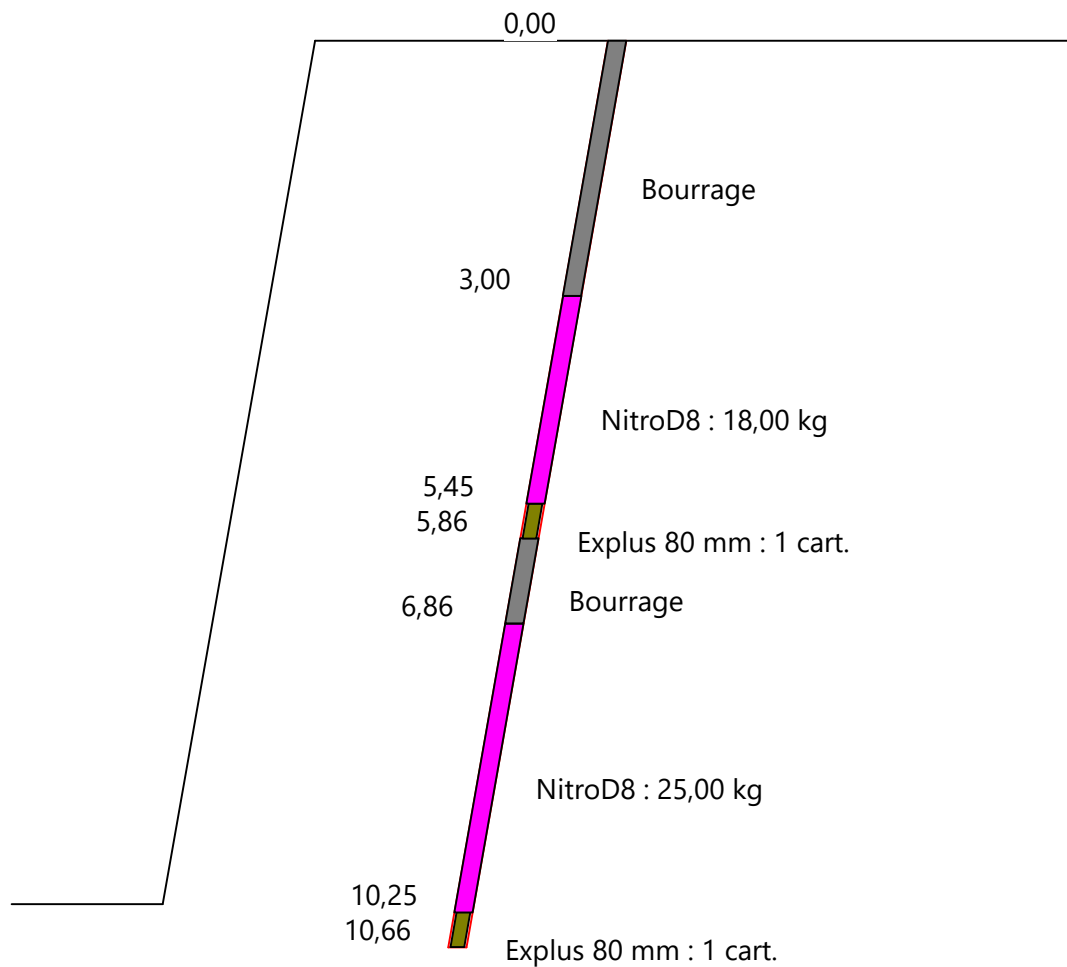 0,00
Bourrage
3,00
NitroD8 : 18,00 kg
5,45
5,86
Explus 80 mm : 1 cart.
Bourrage
6,86
NitroD8 : 25,00 kg
10,25
10,66
Explus 80 mm : 1 cart.